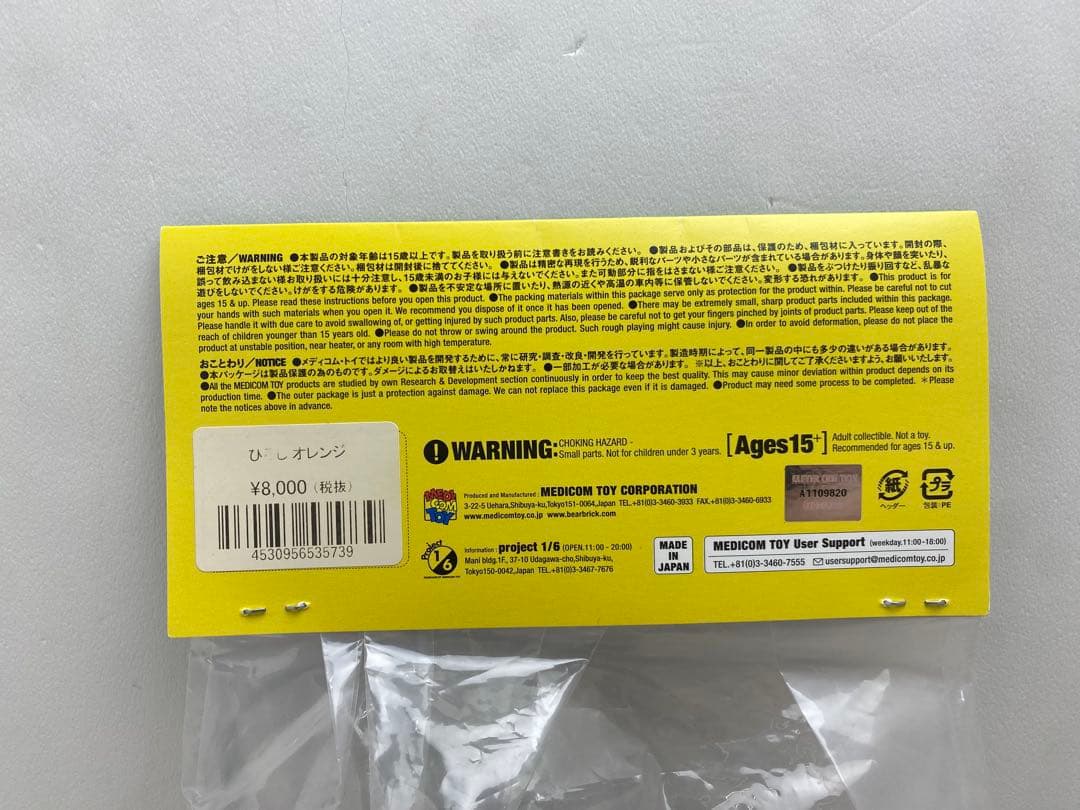 ご注意／WARNING ●本製品の対象年齢は15歳以上です。製品を取り扱う前に注意書きをお読みください。 ●製品およびその部品は、保護のため、梱包材に入っています。開封の際、
梱包材でけがをしない様ご注意ください。梱包材は開封後に捨ててください。 ●製品は精密な再現を行うため、鋭利なパーツや小さなパーツが含まれている場合があります。身体や顔を突いたり、
誤って飲み込まない様お取り扱いには十分注意し、15歳未満のお子様には与えないでください。また可動部分に指をはさまない様ご注意ください。 ●製品をぶつけたり振り回すなど、乱暴な
遊びをしないでください。けがをする危険があります。 ●製品を不安定な場所に置いたり、熱源の近くや高温の車内等に保管しないでください。変形する恐れがあります。 ●This product is for
ages 15 & up. Please read these instructions before you open this product. ●The packing materials within this package serve only as protection for the product within. Please be careful not to cut
your hands with such materials when you open it. We recommend you dispose of it once it has been opened. ●There may be extremely small, sharp product parts included within this package.
Please handle it with due care to avoid swallowing of, or getting injured by such product parts. Also, please be careful not to get your fingers pinched by joints of product parts. Please keep out of the
reach of children younger than 15 years old. ●Please do not throw or swing around the product. Such rough playing might cause injury. ●In order to avoid deformation, please do not place the
product at unstable position, near heater, or any room with high temperature.
おことわり／NOTICE ●メディコム・トイではより良い製品を開発するために、常に研究・調査・改良・開発を行っています。製造時期によって、同一製品の中にも多少の違いがある場合があります。
●本パッケージは製品保護の為のものです。ダメージによるお取替えはいたしかねます。 ●一部加工が必要な場合があります。 ※以上、おことわりに関してご了承くださいますよう、お願いいたします。
●All the MEDICOM TOY products are studied by own Research & Development section continuously in order to keep the best quality. This may cause minor deviation within product depends on its
production time. ●The outer package is just a protection against damage. We can not replace this package even if it is damaged. ●Product may need some process to be completed. ＊Please
note the notices above in advance.
オレンジ
¥8,000（税抜）
4530956535739
WARNING: CHOKING HAZARD -
Small parts. Not for children under 3 years.
[Ages15+]
Adult collectible. Not a toy.
Recommended for ages 15 & up.
MEDI
COM
TOY
Produced and Manufactured : MEDICOM TOY CORPORATION
3-22-5 Uehara,Shibuya-ku,Tokyo151-0064,Japan TEL.+81(0)3-3460-3933 FAX.+81(0)3-3460-6933
www.medicomtoy.co.jp www.bearbrick.com
A1109820
紙
ヘッダー
プラ
包装:PE
Project
1/6
Information : project 1/6 (OPEN.11:00 - 20:00)
Mani bldg.1F., 37-10 Udagawa-cho,Shibuya-ku,
Tokyo150-0042,Japan TEL.+81(0)3-3467-7676
MADE
IN
JAPAN
MEDICOM TOY User Support (weekday.11:00-18:00)
TEL.+81(0)3-3460-7555 usersupport@medicomtoy.co.jp